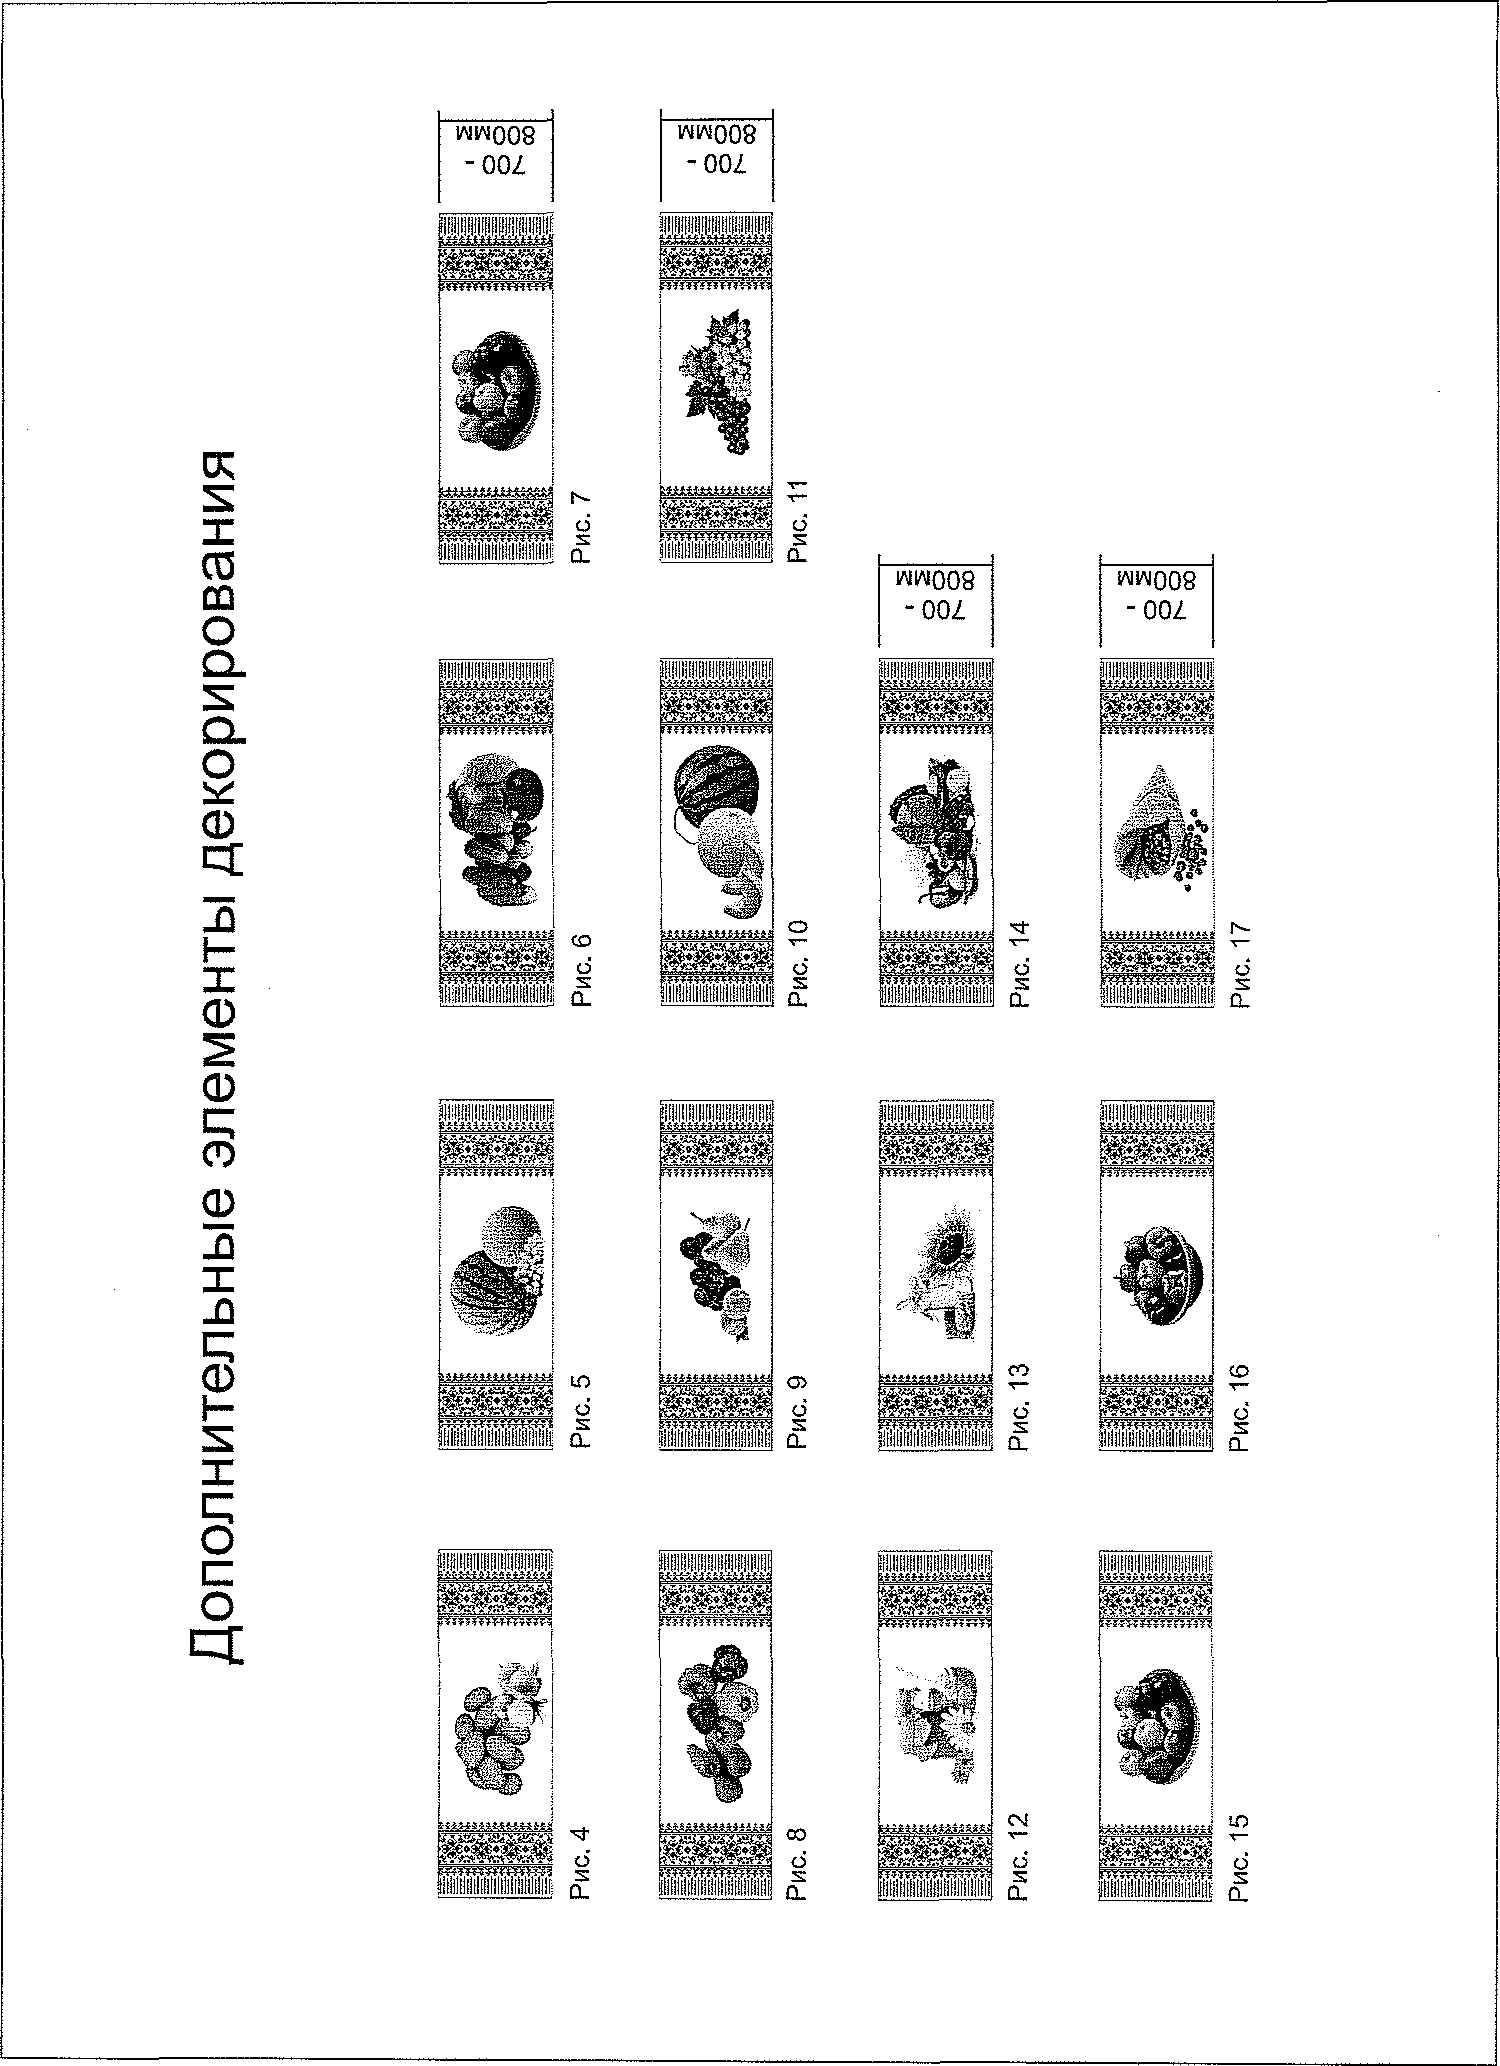 Дополнительные элементы декорирования
700 -
800мм
Рис. 4
Рис. 5
Рис. 6
Рис. 7
700 -
800мм
Рис. 8
Рис. 9
Рис. 10
Рис. 11
700 -
800мм
Рис. 12
Рис. 13
Рис. 14
700 -
800мм
Рис. 15
Рис. 16
Рис. 17